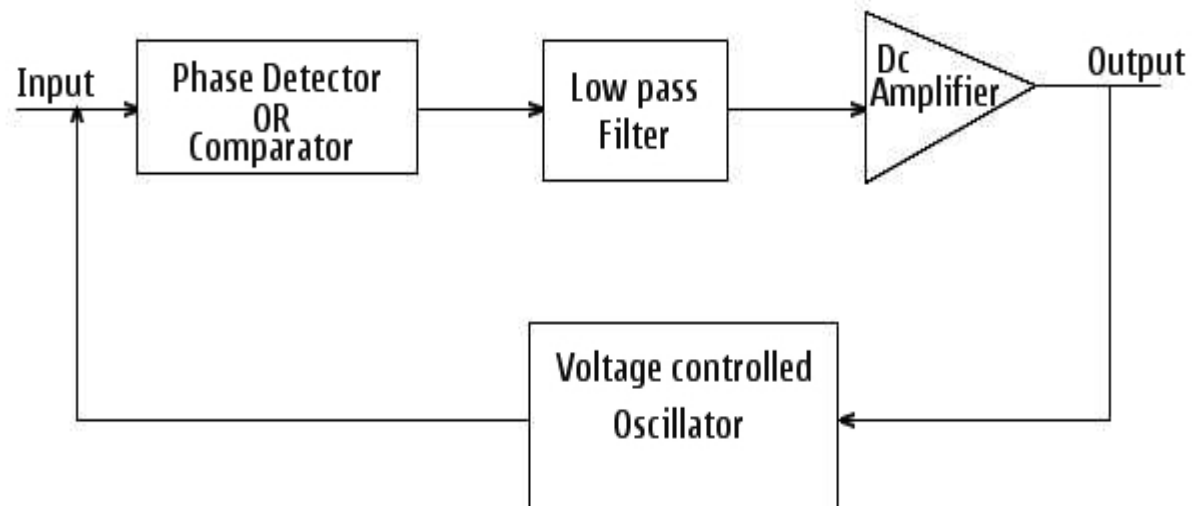 Input
Phase Detector
OR
Comparator
Low pass
Filter
Dc
Amplifier
Output
Voltage controlled
Oscillator